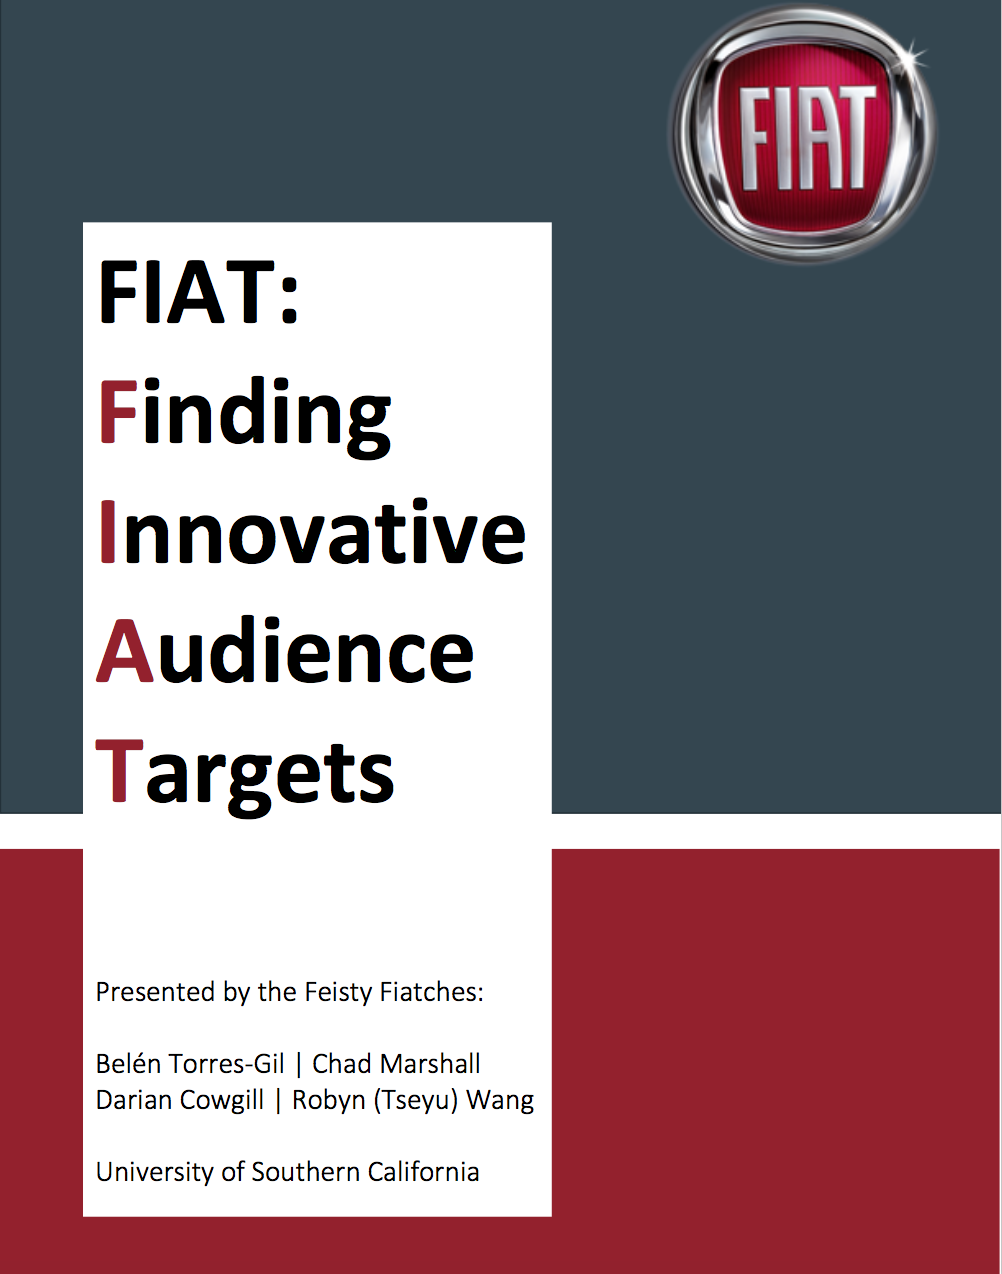 FIAT
FIAT:
Finding
Innovative
Audience
Targets
Presented by the Feisty Fiatches:
Belén Torres-Gil | Chad Marshall
Darian Cowgill | Robyn (Tseyu) Wang
University of Southern California